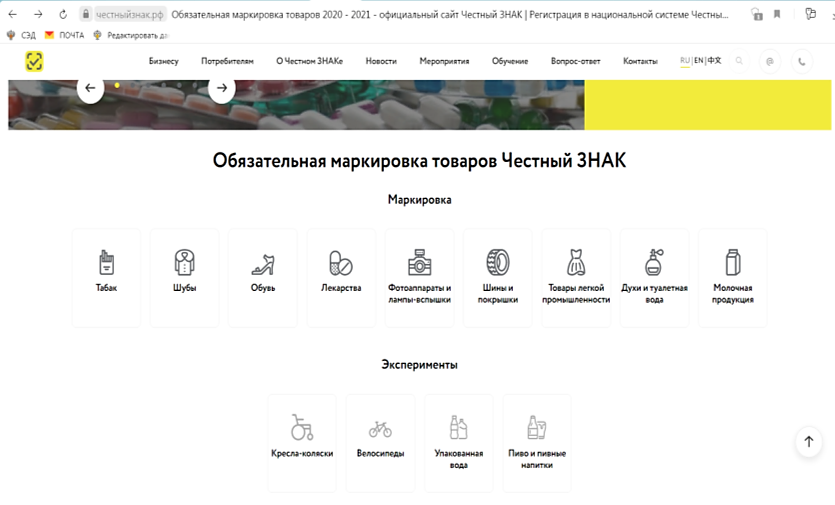 честныйзнак.рф Обязательная маркировка товаров 2020 - 2021 - официальный сайт Честный ЗНАК | Регистрация в национальной системе Честны...
СЭД ПОЧТА Редактировать да
Бизнесу Потребителям О Честном ЗНАКе Новости Мероприятия Обучение Вопрос-ответ Контакты RU|EN|中文
Обязательная маркировка товаров Честный ЗНАК
Маркировка
Табак
Шубы
Обувь
Лекарства
Фотоаппараты и
лампы-вспышки
Шины и
покрышки
Товары легкой
промышленности
Духи и туалетная
вода
Молочная
продукция
Эксперименты
Кресла-коляски
Велосипеды
Упакованная
вода
Пиво и пивные
напитки